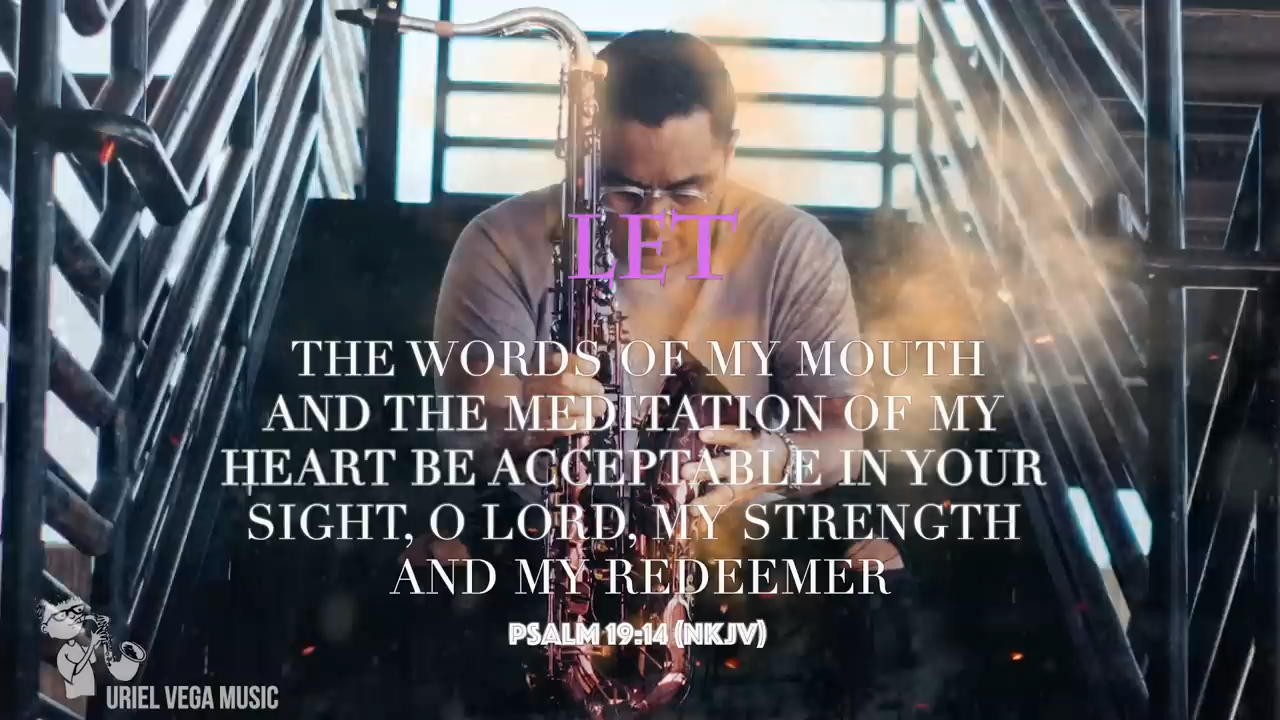 LET
THE WORDS OF MY MOUTH
AND THE MEDITATION OF MY
HEART BE ACCEPTABLE IN YOUR
SIGHT, O LORD, MY STRENGTH
AND MY REDEEMER
PSALM 19:14 (NKJV)
URIEL VEGA MUSIC